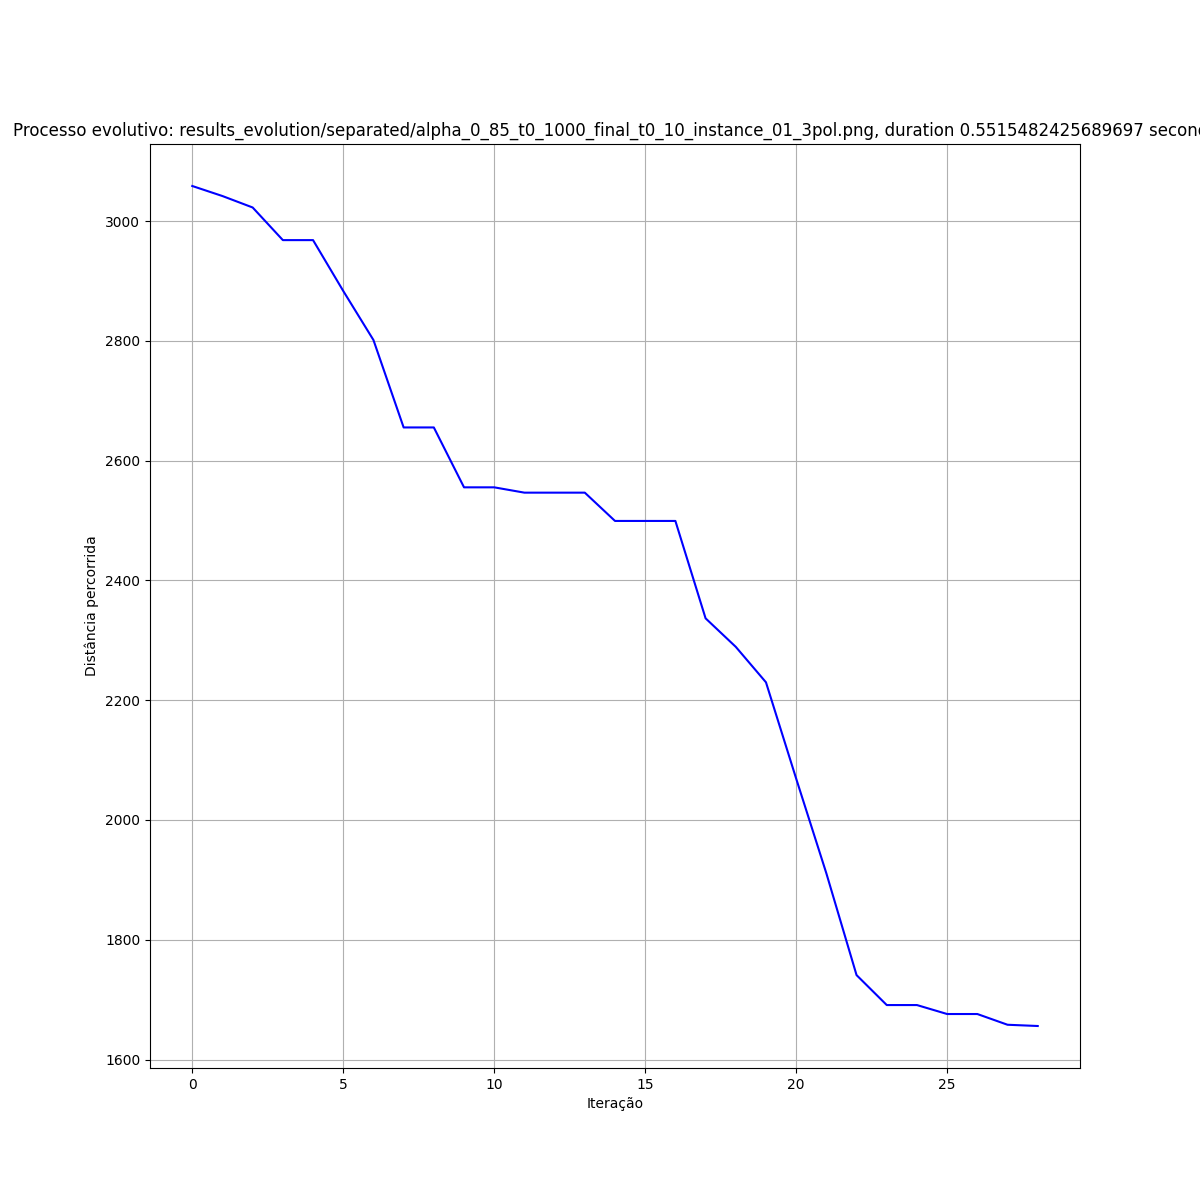 Processo evolutivo: results_evolution/separated/alpha_0_85_t0_1000_final_t0_10_instance_01_3pol.png, duration 0.5515482425689697
3000
2800
2600
2400
2200
2000
1800
1600
Distância percorrida
0 5 10 15 20 25
Iteração